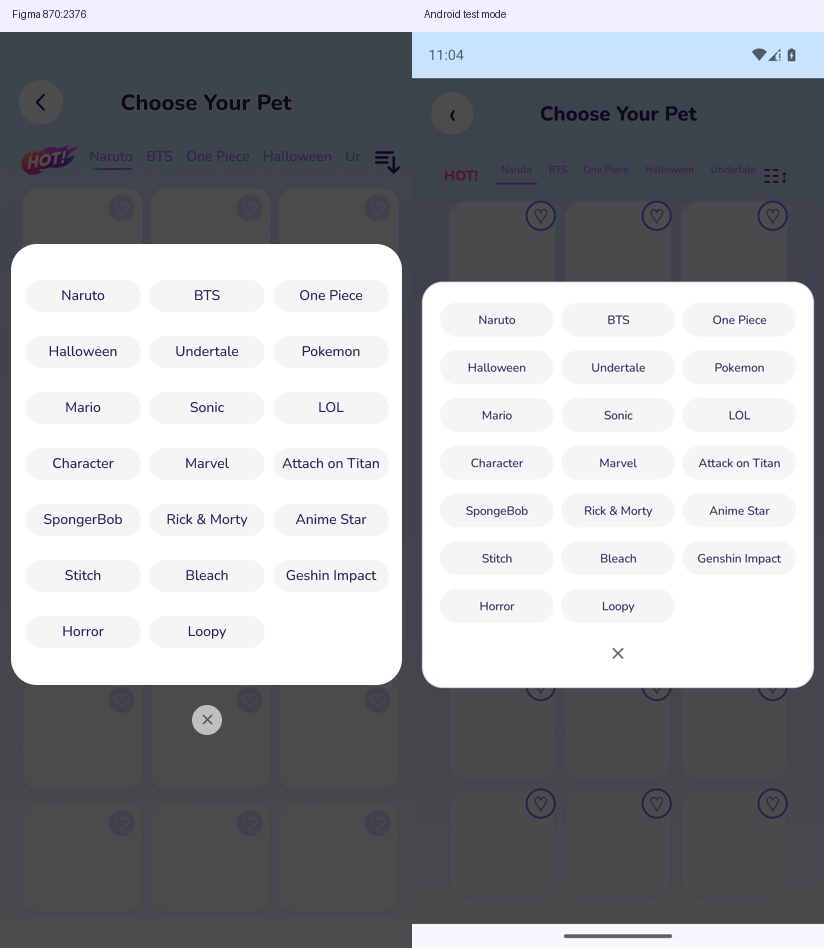 Figma 870:2376
Android test mode
Choose Your Pet
HOT!
Naruto BTS One Piece Halloween Ur
Naruto BTS One Piece
Halloween Undertale Pokemon
Mario Sonic LOL
Character Marvel Attach on Titan
SpongerBob Rick & Morty Anime Star
Stitch Bleach Geshin Impact
Horror Loopy
11:04
Choose Your Pet
HOT!
Naruto BTS One Piece Halloween Undertale
Naruto BTS One Piece
Halloween Undertale Pokemon
Mario Sonic LOL
Character Marvel Attack on Titan
SpongeBob Rick & Morty Anime Star
Stitch Bleach Genshin Impact
Horror Loopy